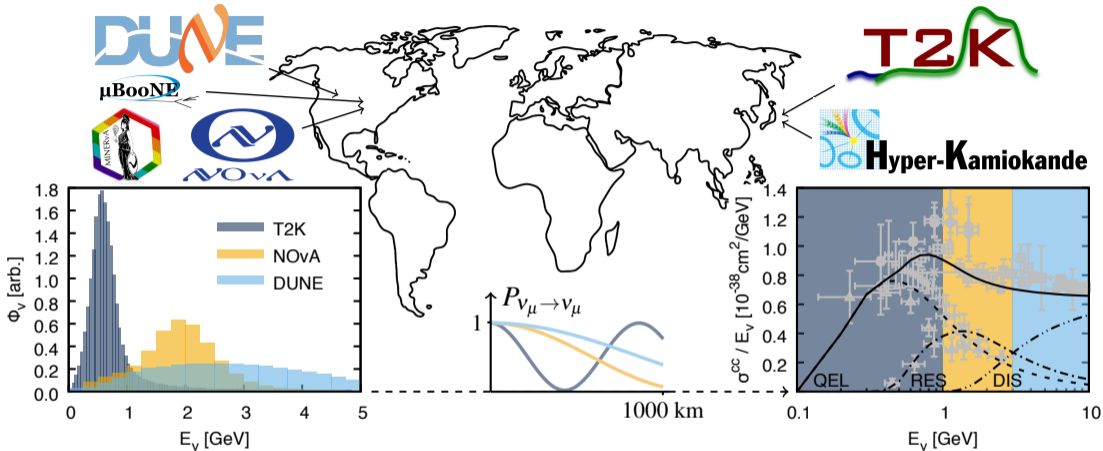 DUNE
µBooNE
MINERvA
NOvA
T2K
Hyper-Kamiokande
1.8
1.6
1.4
1.2
1.0
0.8
0.6
0.4
0.2
0.0
Φν [arb.]
T2K
NOvA
DUNE
0 1 2 3 4 5
Eν [GeV]
Pνμ→νμ
1
1000 km
1.4
1.2
1.0
0.8
0.6
0.4
0.2
σcc / Eν [10-38cm2/GeV]
QEL RES DIS
0.1 1 10
Eν [GeV]